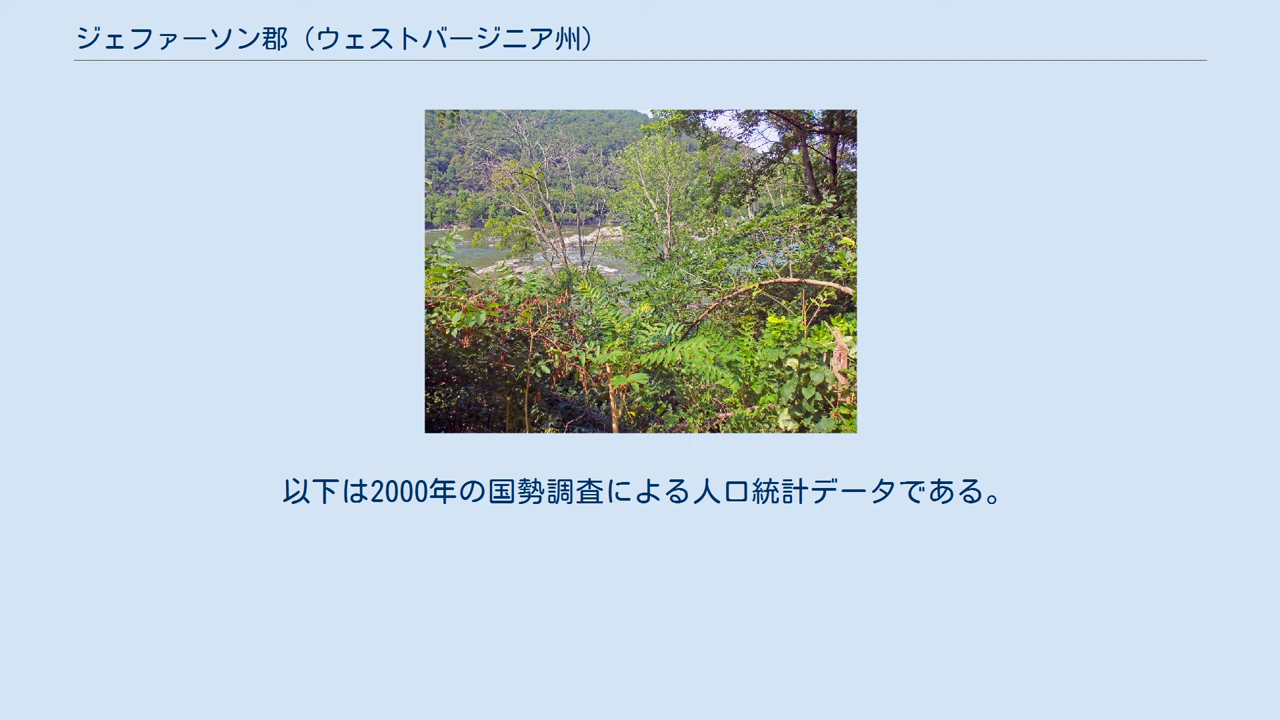 ジェファーソン郡（ウェストバージニア州）
以下は2000年の国勢調査による人口統計データである。